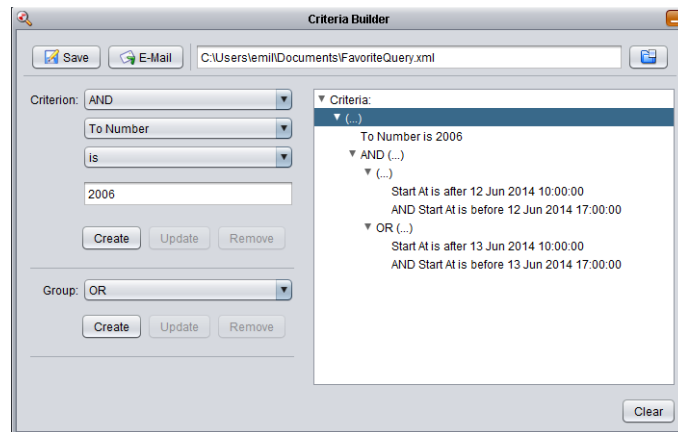 Criteria Builder
Save E-Mail C:\Users\emil\Documents\FavoriteQuery.xml
Criterion: AND
To Number
is
2006
Create Update Remove
Group: OR
Create Update Remove
Criteria:
(...)
To Number is 2006
AND (...)
(...)
Start At is after 12 Jun 2014 10:00:00
AND Start At is before 12 Jun 2014 17:00:00
OR (...)
Start At is after 13 Jun 2014 10:00:00
AND Start At is before 13 Jun 2014 17:00:00
Clear